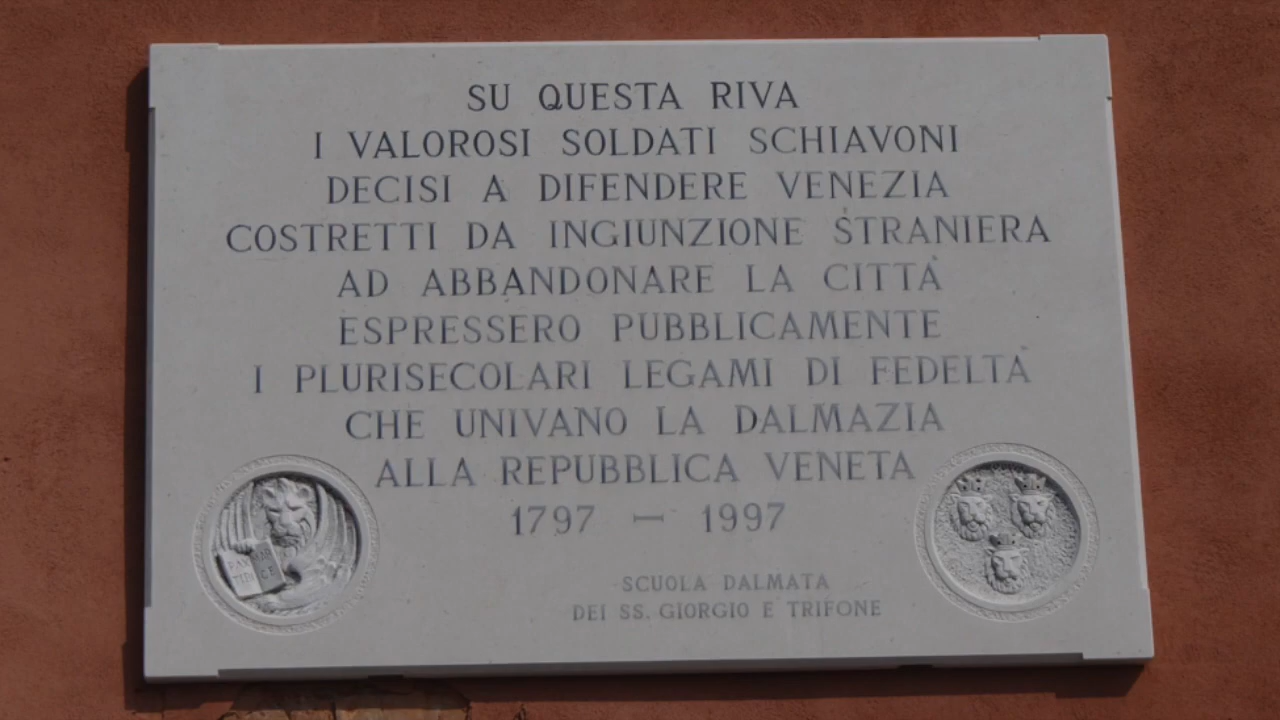 SU QUESTA RIVA
I VALOROSI SOLDATI SCHIAVONI
DECISI A DIFENDERE VENEZIA
COSTRETTI DA INGIUNZIONE STRANIERA
AD ABBANDONARE LA CITTÀ
ESPRESSERO PUBBLICAMENTE
I PLURISECOLARI LEGAMI DI FEDELTÀ
CHE UNIVANO LA DALMAZIA
ALLA REPUBBLICA VENETA
1797 — 1997
SCUOLA DALMATA
DEI SS. GIORGIO E TRIFONE
PAX